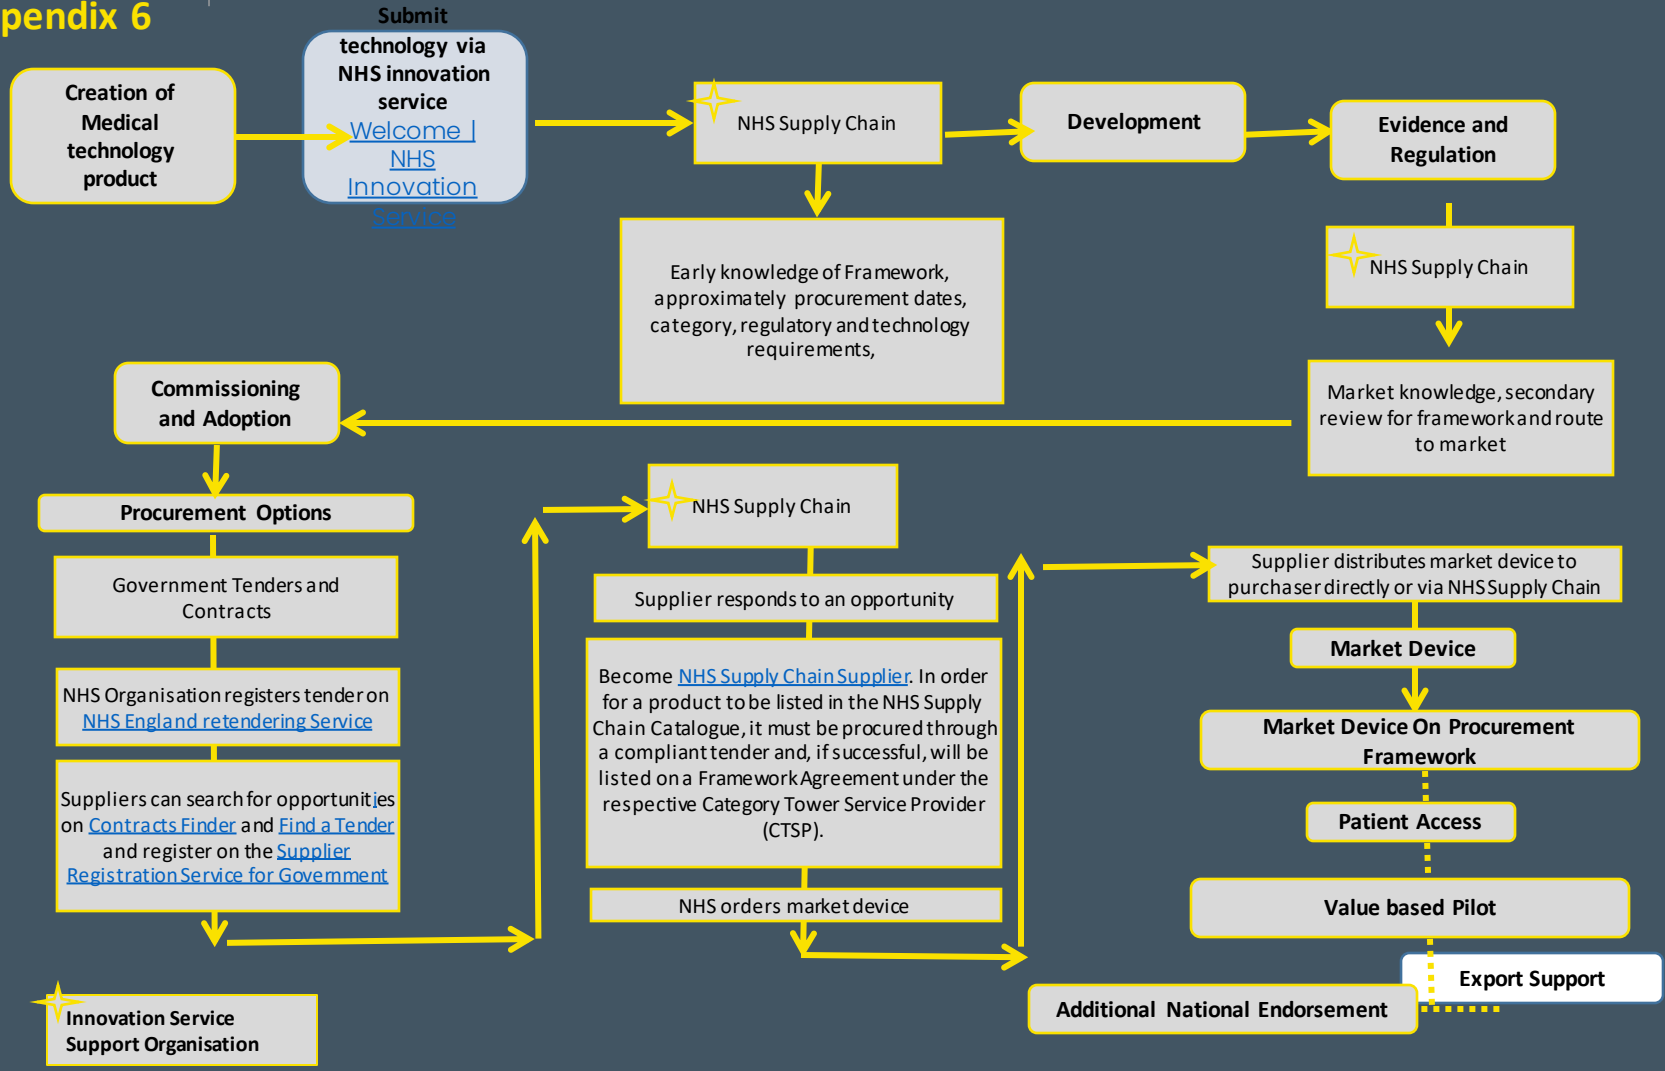 pendix 6
Creation of
Medical
technology
product
Submit
technology via
NHS innovation
service
Welcome |
NHS
Innovation
Service
NHS Supply Chain
Development
Evidence and
Regulation
Early knowledge of Framework,
approximately procurement dates,
category, regulatory and technology
requirements,
NHS Supply Chain
Market knowledge, secondary
review for framework and route
to market
Commissioning
and Adoption
Procurement Options
Government Tenders and
Contracts
NHS Organisation registers tender on
NHS England retendering Service
Suppliers can search for opportunities
on Contracts Finder and Find a Tender
and register on the Supplier
Registration Service for Government
NHS Supply Chain
Supplier responds to an opportunity
Become NHS Supply Chain Supplier. In order
for a product to be listed in the NHS Supply
Chain Catalogue, it must be procured through
a compliant tender and, if successful, will be
listed on a Framework Agreement under the
respective Category Tower Service Provider
(CTSP).
NHS orders market device
Supplier distributes market device to
purchaser directly or via NHS Supply Chain
Market Device
Market Device On Procurement
Framework
Patient Access
Value based Pilot
Export Support
Additional National Endorsement
Innovation Service
Support Organisation